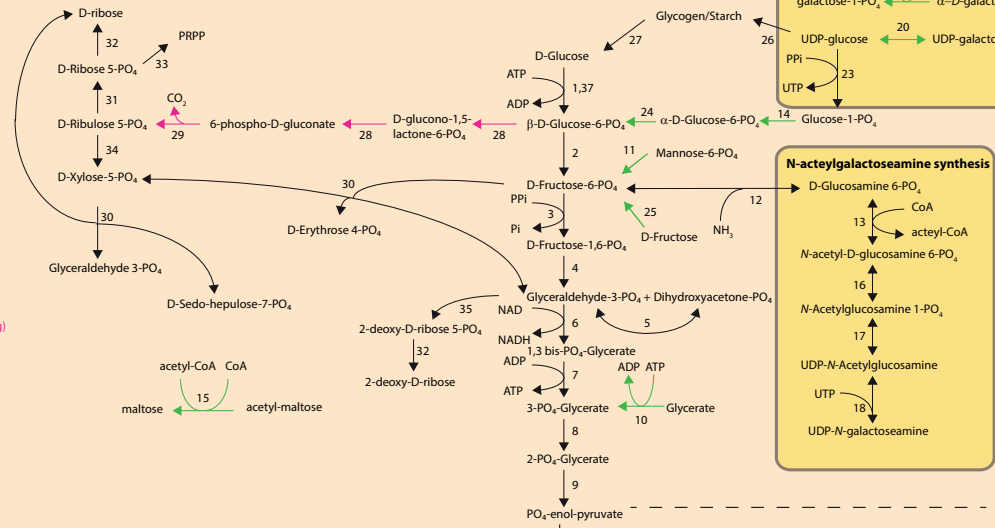 D-ribose
32
PRPP
33
D-Ribose 5-PO4
31
CO2
D-Ribulose 5-PO4
29
6-phospho-D-gluconate
28
D-glucono-1,5-
lactone-6-PO4
28
34
D-Xylose-5-PO4
30
Glyceraldehyde 3-PO4
D-Sedo-hepulose-7-PO4
30
D-Erythrose 4-PO4
Glycogen/Starch
27
26
D-Glucose
ATP
1,37
ADP
β-D-Glucose-6-PO4
24
α-D-Glucose-6-PO4
14
Glucose-1-PO4
2
11
Mannose-6-PO4
D-Fructose-6-PO4
PPi
3
Pi
25
D-Fructose
NH3
12
D-Fructose-1,6-PO4
4
Glyceraldehyde-3-PO4 + Dihydroxyacetone-PO4
5
NAD
6
NADH
35
2-deoxy-D-ribose 5-PO4
32
2-deoxy-D-ribose
1,3 bis-PO4-Glycerate
ADP
7
ATP
ADP ATP
3-PO4-Glycerate
10
Glycerate
8
2-PO4-Glycerate
9
PO4-enol-pyruvate
acetyl-CoA CoA
15
maltose
acetyl-maltose
galactose-1-PO4
UDP-glucose
20
PPi
23
UTP
N-acteylgalactoseamine synthesis
D-Glucosamine 6-PO4
CoA
13
acteyl-CoA
N-acetyl-D-glucosamine 6-PO4
16
N-Acetylglucosamine 1-PO4
17
UDP-N-Acetylglucosamine
UTP
18
UDP-N-galactoseamine